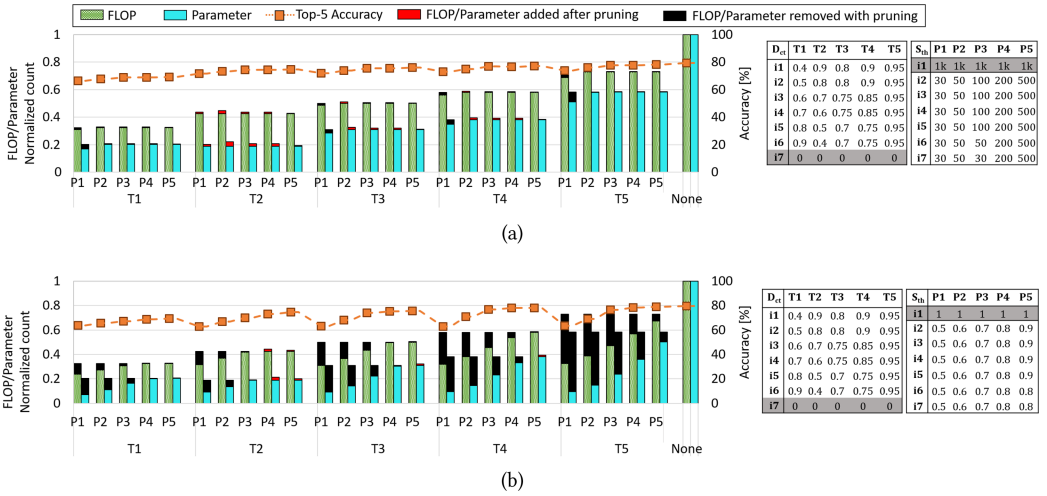 FLOP Parameter Top-5 Accuracy FLOP/Parameter added after pruning FLOP/Parameter removed with pruning
FLOP/Parameter
Normalized count
1
0.8
0.6
0.4
0.2
0
100
80
60
40
20
0
Accuracy [%]
P1 P2 P3 P4 P5 P1 P2 P3 P4 P5 P1 P2 P3 P4 P5 P1 P2 P3 P4 P5 P1 P2 P3 P4 P5 None
T1 T2 T3 T4 T5
Dct T1 T2 T3 T4 T5
i1 0.4 0.9 0.8 0.9 0.95
i2 0.5 0.8 0.8 0.9 0.95
i3 0.6 0.7 0.75 0.85 0.95
i4 0.7 0.6 0.75 0.85 0.95
i5 0.8 0.5 0.7 0.75 0.95
i6 0.9 0.4 0.7 0.75 0.95
i7 0 0 0 0 0
Sth P1 P2 P3 P4 P5
i1 1k 1k 1k 1k 1k
i2 30 50 100 200 500
i3 30 50 100 200 500
i4 30 50 100 200 500
i5 30 50 100 200 500
i6 30 50 50 200 500
i7 30 50 30 200 500
(a)
FLOP/Parameter
Normalized count
1
0.8
0.6
0.4
0.2
0
100
80
60
40
20
0
Accuracy [%]
P1 P2 P3 P4 P5 P1 P2 P3 P4 P5 P1 P2 P3 P4 P5 P1 P2 P3 P4 P5 P1 P2 P3 P4 P5 None
T1 T2 T3 T4 T5
Dct T1 T2 T3 T4 T5
i1 0.4 0.9 0.8 0.9 0.95
i2 0.5 0.8 0.8 0.9 0.95
i3 0.6 0.7 0.75 0.85 0.95
i4 0.7 0.6 0.75 0.85 0.95
i5 0.8 0.5 0.7 0.75 0.95
i6 0.9 0.4 0.7 0.75 0.95
i7 0 0 0 0 0
Sth P1 P2 P3 P4 P5
i1 1 1 1 1 1
i2 0.5 0.6 0.7 0.8 0.9
i3 0.5 0.6 0.7 0.8 0.9
i4 0.5 0.6 0.7 0.8 0.9
i5 0.5 0.6 0.7 0.8 0.9
i6 0.5 0.6 0.7 0.8 0.8
i7 0.5 0.6 0.7 0.8 0.8
(b)